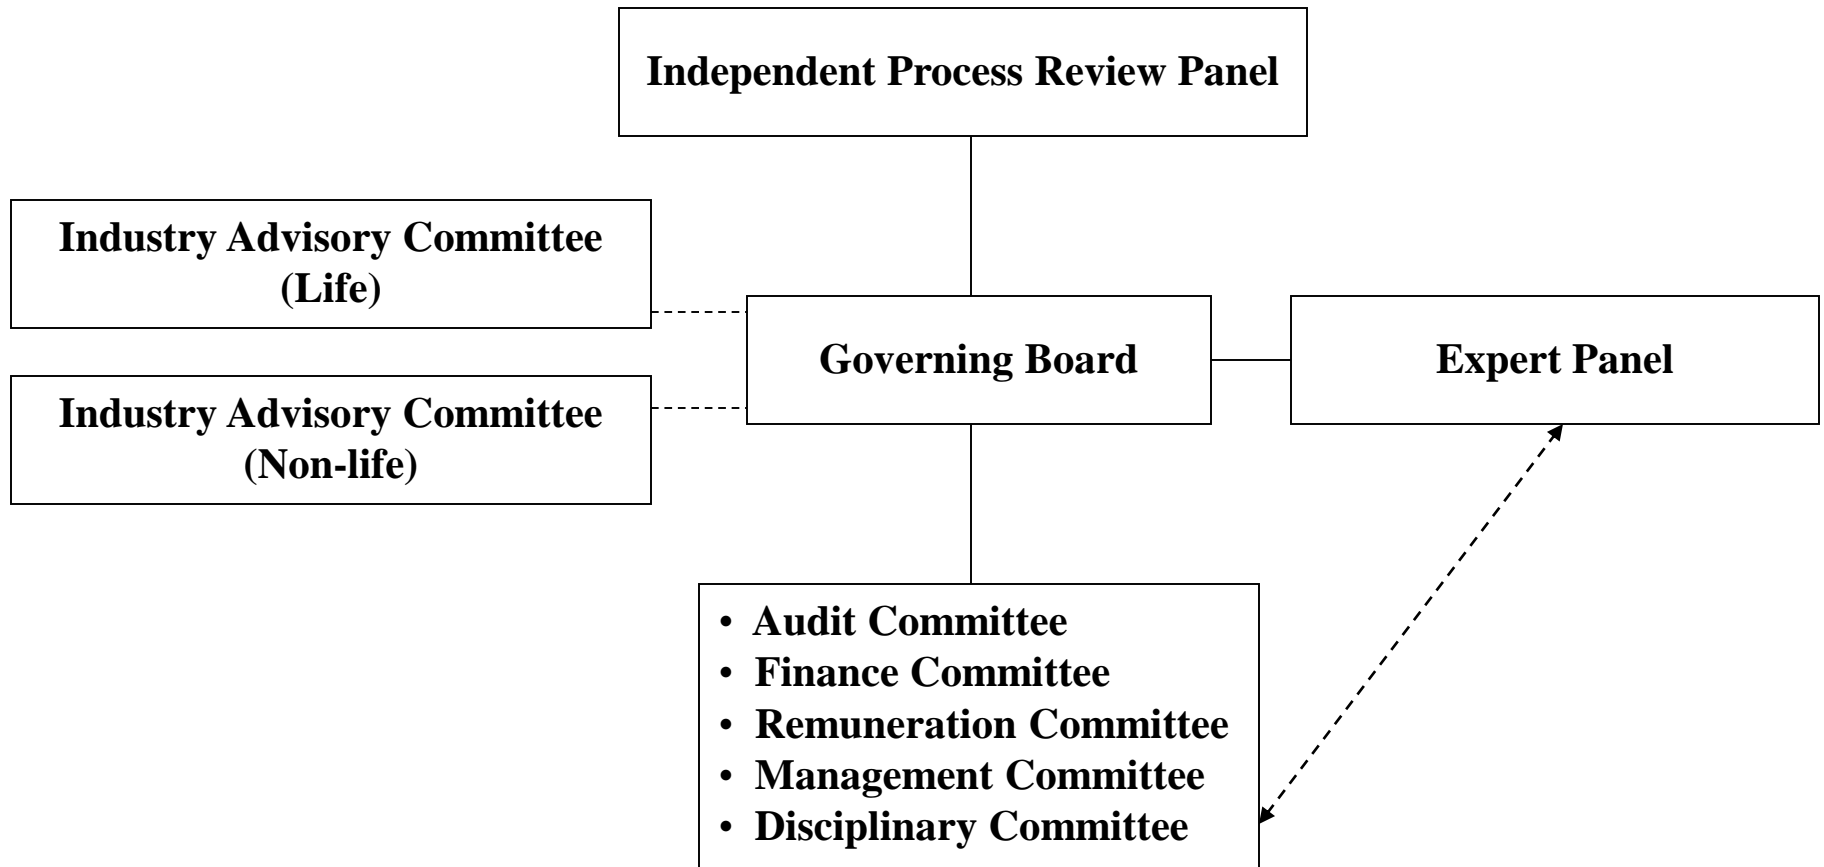 Independent Process Review Panel
Industry Advisory Committee
(Life)
Industry Advisory Committee
(Non-life)
Governing Board
Expert Panel
• Audit Committee
• Finance Committee
• Remuneration Committee
• Management Committee
• Disciplinary Committee